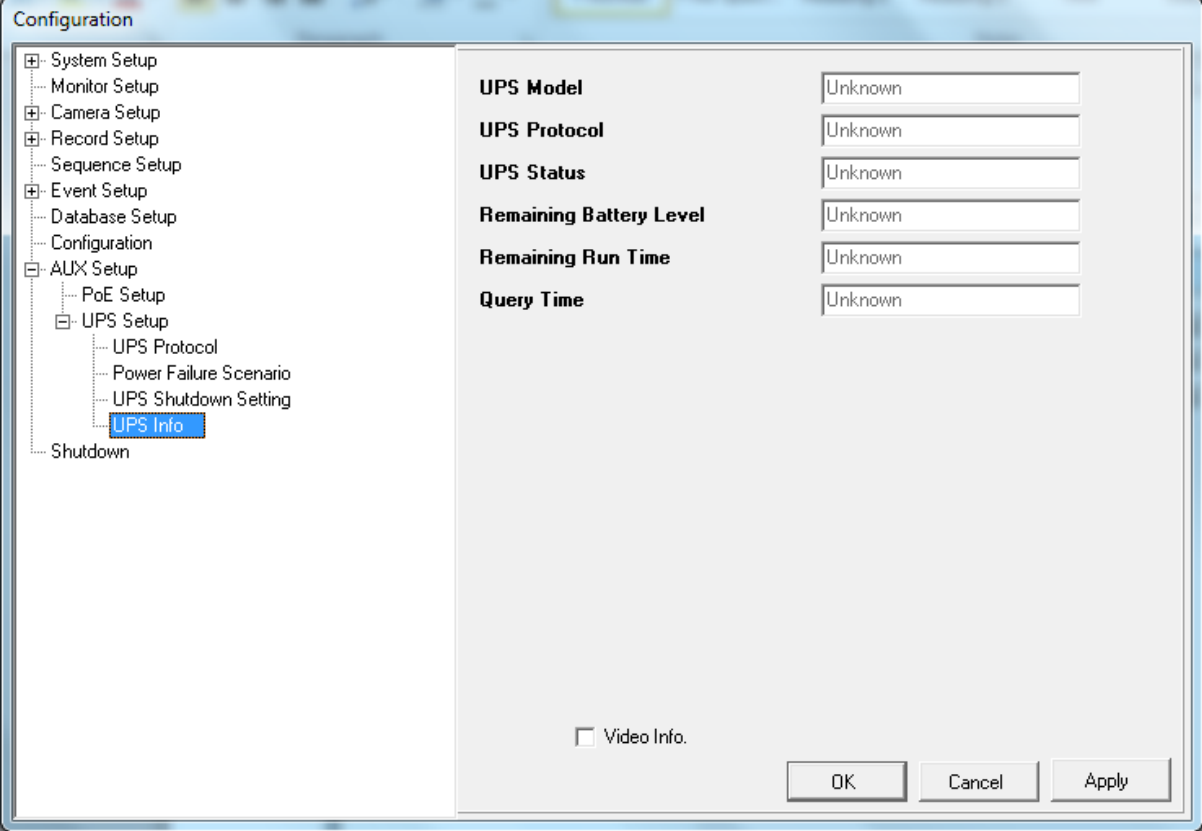 Configuration
System Setup
Monitor Setup
Camera Setup
Record Setup
Sequence Setup
Event Setup
Database Setup
Configuration
AUX Setup
PoE Setup
UPS Setup
UPS Protocol
Power Failure Scenario
UPS Shutdown Setting
UPS Info
Shutdown
UPS Model Unknown
UPS Protocol Unknown
UPS Status Unknown
Remaining Battery Level Unknown
Remaining Run Time Unknown
Query Time Unknown
Video Info.
OK Cancel Apply